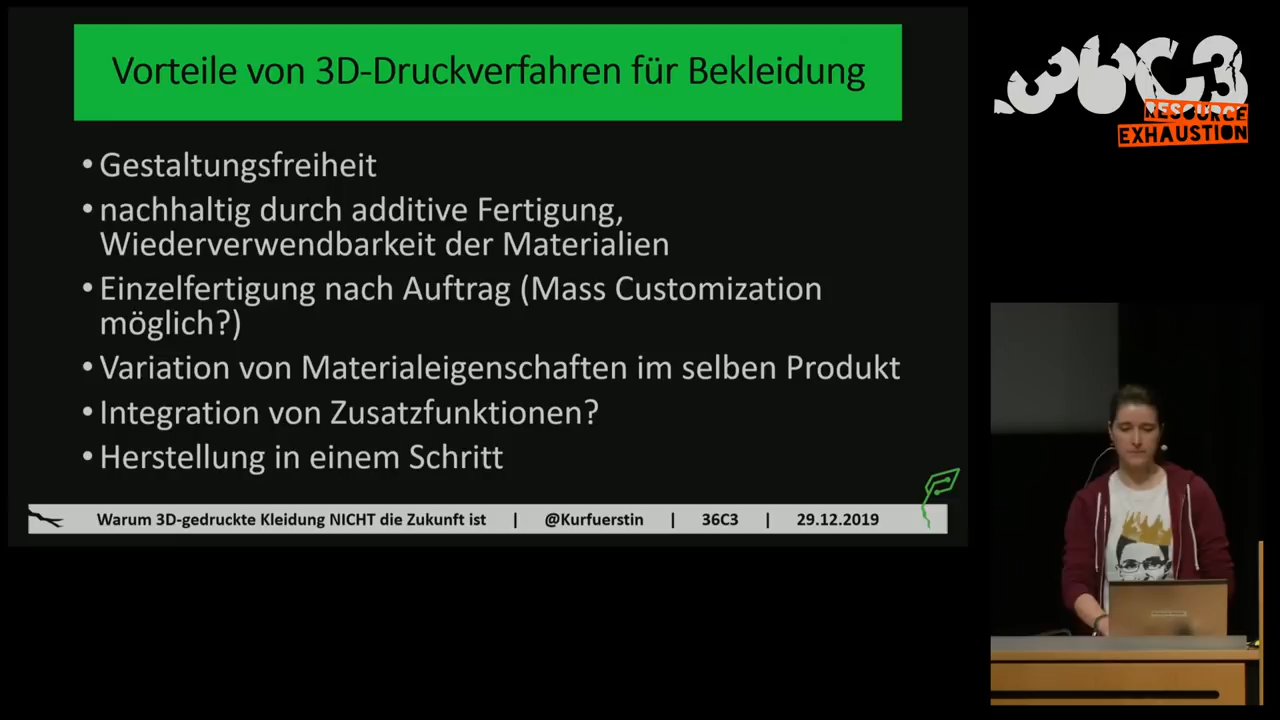 Vorteile von 3D-Druckverfahren für Bekleidung
• Gestaltungsfreiheit
• nachhaltig durch additive Fertigung,
Wiederverwendbarkeit der Materialien
• Einzelfertigung nach Auftrag (Mass Customization
möglich?)
• Variation von Materialeigenschaften im selben Produkt
• Integration von Zusatzfunktionen?
• Herstellung in einem Schritt
Warum 3D-gedruckte Kleidung NICHT die Zukunft ist | @Kurfuerstin | 36C3 | 29.12.2019
36C3
RESOURCE
EXHAUSTION